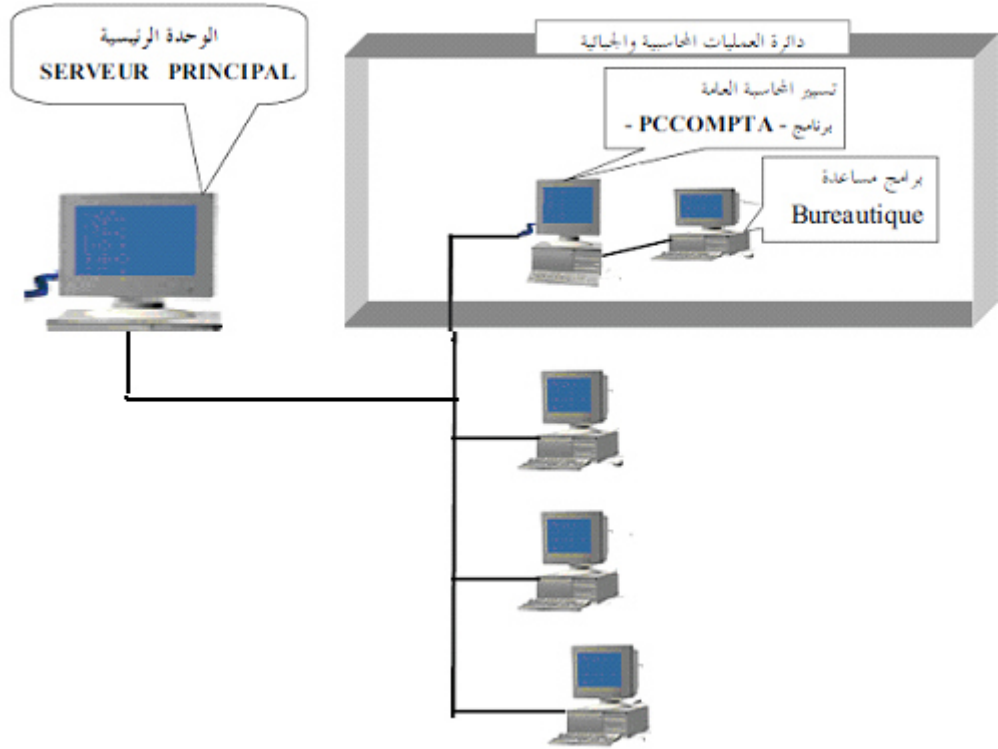 الوحدة الرئيسية
SERVEUR PRINCIPAL
دائرة العمليات المحاسبية والجبائية
تسيير المحاسبة العامة
برنامج - PCCOMPTA -
برامج مساعدة
Bureautique